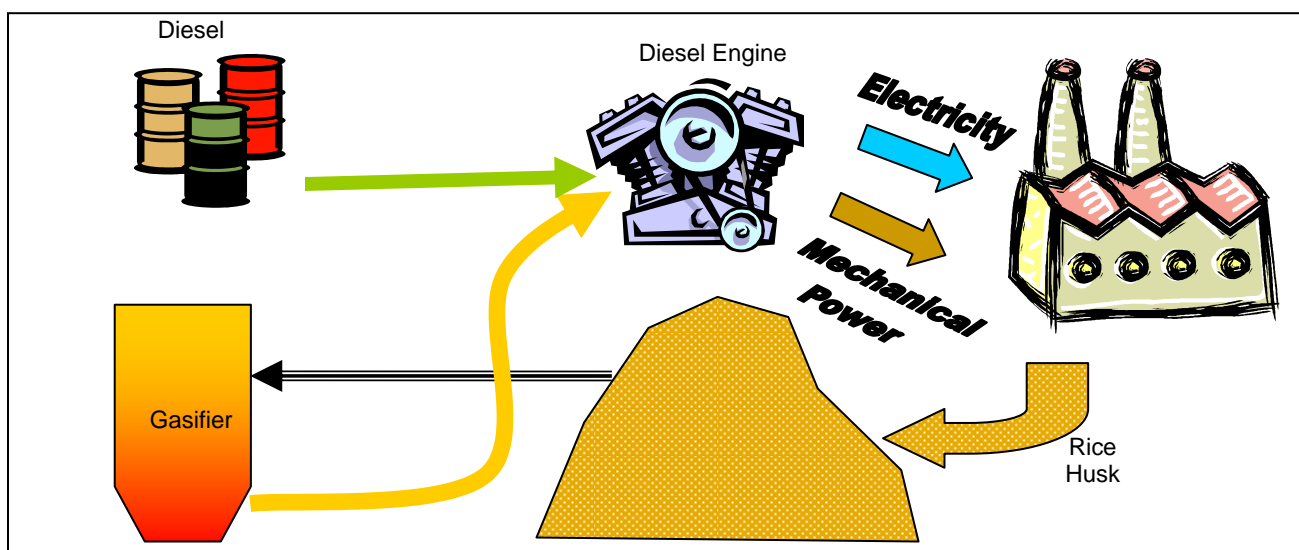 Diesel
Diesel Engine
Electricity
Mechanical
Power
Gasifier
Rice
Husk